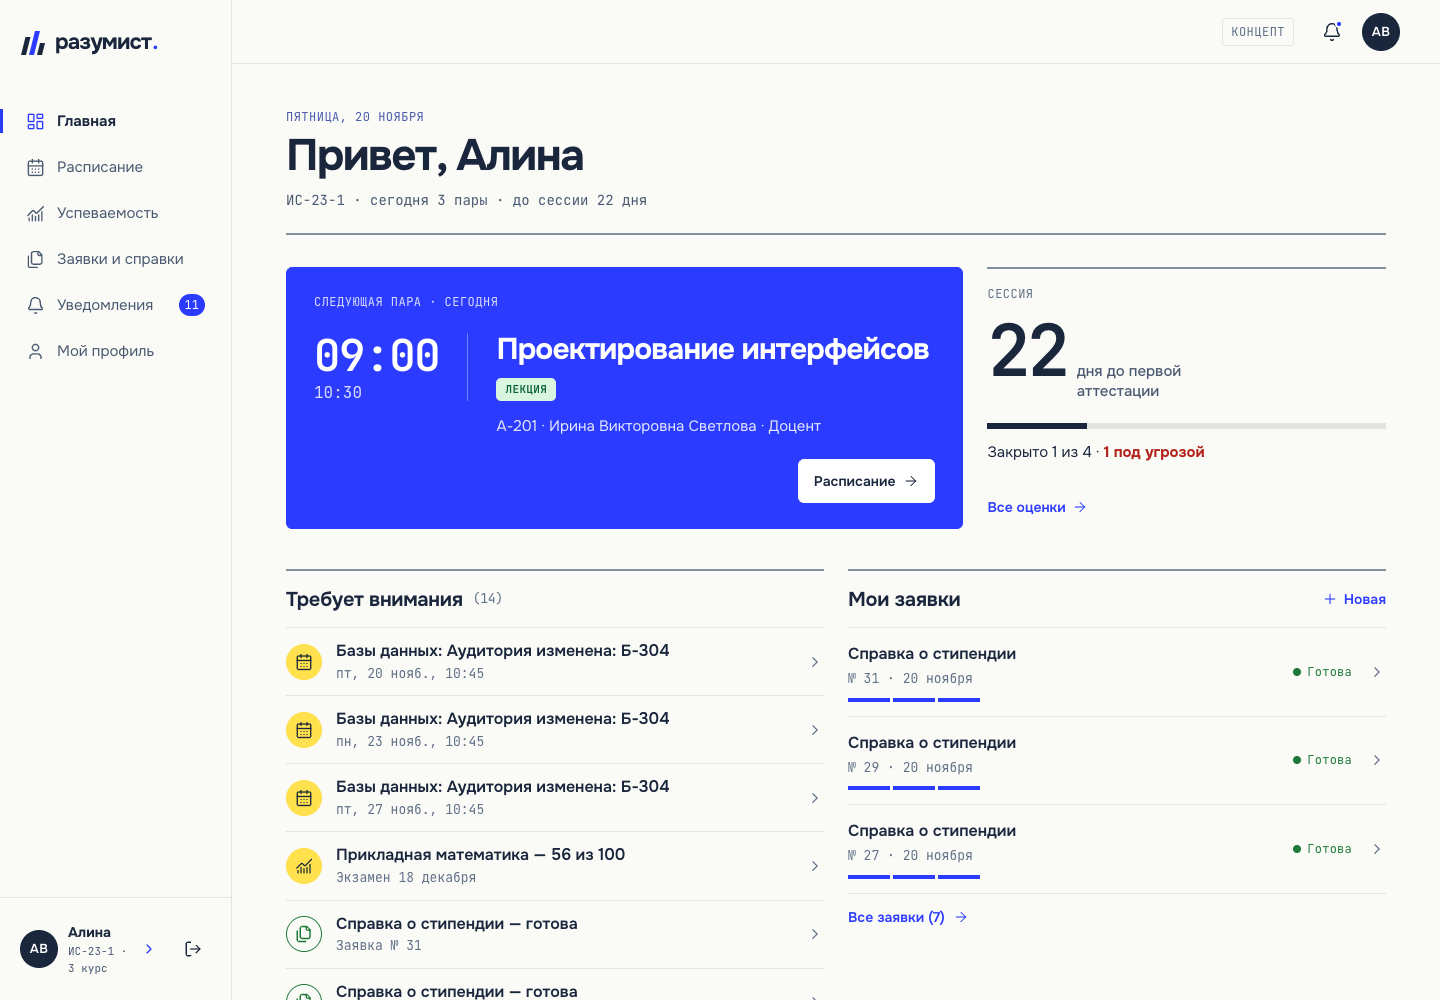 разумист.
КОНЦЕПТ
АВ
Главная
Расписание
Успеваемость
Заявки и справки
Уведомления 11
Мой профиль
ПЯТНИЦА, 20 НОЯБРЯ
Привет, Алина
ИС-23-1 · сегодня 3 пары · до сессии 22 дня
СЛЕДУЮЩАЯ ПАРА · СЕГОДНЯ
09:00
10:30
Проектирование интерфейсов
ЛЕКЦИЯ
А-201 · Ирина Викторовна Светлова · Доцент
Расписание
СЕССИЯ
22 дня до первой
аттестации
Закрыто 1 из 4 · 1 под угрозой
Все оценки
Требует внимания (14)
Базы данных: Аудитория изменена: Б-304
пт, 20 нояб., 10:45
Базы данных: Аудитория изменена: Б-304
пн, 23 нояб., 10:45
Базы данных: Аудитория изменена: Б-304
пт, 27 нояб., 10:45
Прикладная математика — 56 из 100
Экзамен 18 декабря
Справка о стипендии — готова
Заявка № 31
Справка о стипендии — готова
Мои заявки
Новая
Справка о стипендии
№ 31 · 20 ноября
Готова
Справка о стипендии
№ 29 · 20 ноября
Готова
Справка о стипендии
№ 27 · 20 ноября
Готова
Все заявки (7)
АВ
Алина
ИС-23-1 ·
3 курс